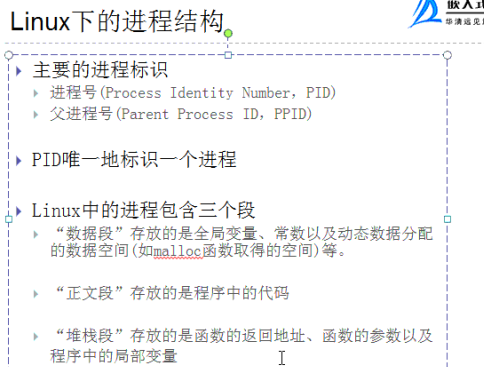 Linux下的进程结构
嵌入式
华清远见
主要的进程标识
进程号(Process Identity Number，PID)
父进程号(Parent Process ID，PPID)
PID唯一地标识一个进程
Linux中的进程包含三个段
“数据段”存放的是全局变量、常数以及动态数据分配
的数据空间(如malloc函数取得的空间)等。
“正文段”存放的是程序中的代码
“堆栈段”存放的是函数的返回地址、函数的参数以及
程序中的局部变量